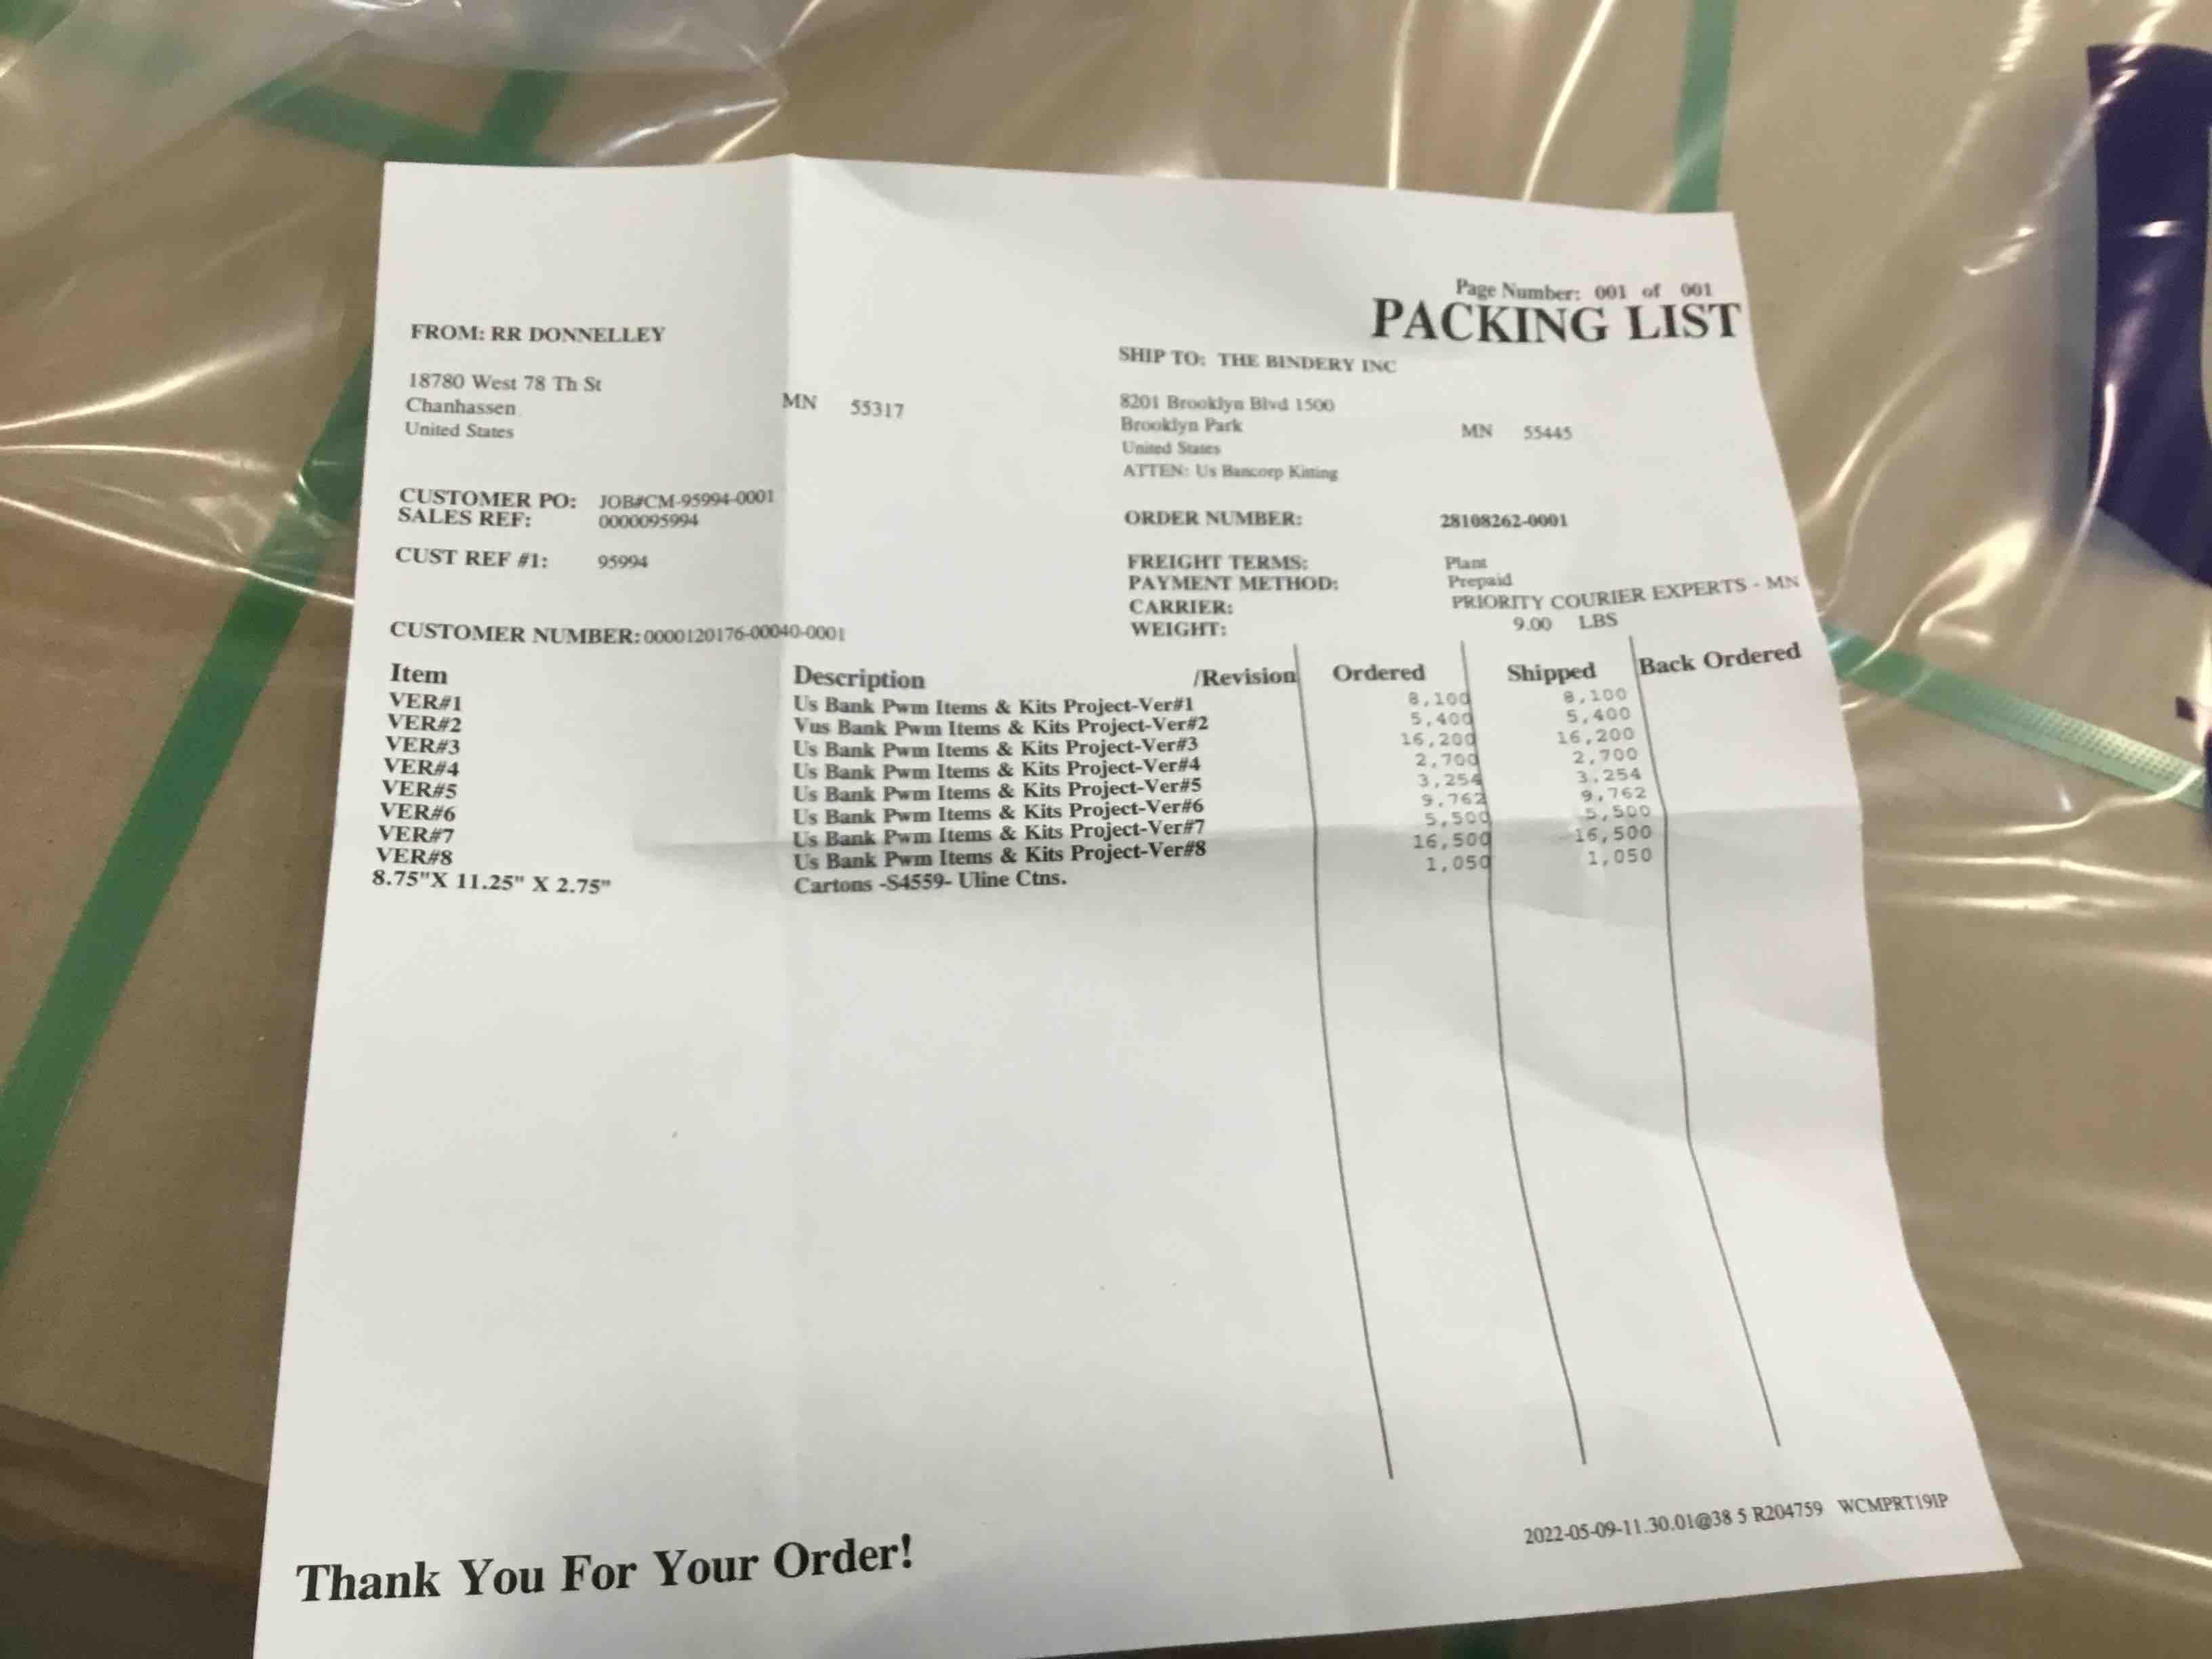 Page Number: 001 of 001
PACKING LIST
FROM: RR DONNELLEY
18780 West 78 Th St
Chanhassen MN 55317
United States
SHIP TO: THE BINDERY INC
8201 Brooklyn Blvd 1500
Brooklyn Park MN 55445
United States
ATTEN: Us Bancorp Kitting
CUSTOMER PO: JOB#CM-95994-0001
SALES REF: 0000095994
CUST REF #1: 95994
ORDER NUMBER: 28108262-0001
FREIGHT TERMS: Plant
PAYMENT METHOD: Prepaid
CARRIER: PRIORITY COURIER EXPERTS - MN
WEIGHT: 9.00 LBS
CUSTOMER NUMBER: 0000120176-00040-0001
Item Description /Revision Ordered Shipped Back Ordered
VER#1 Us Bank Pwm Items & Kits Project-Ver#1 8,100 8,100
VER#2 Vus Bank Pwm Items & Kits Project-Ver#2 5,400 5,400
VER#3 Us Bank Pwm Items & Kits Project-Ver#3 16,200 16,200
VER#4 Us Bank Pwm Items & Kits Project-Ver#4 2,700 2,700
VER#5 Us Bank Pwm Items & Kits Project-Ver#5 3,254 3,254
VER#6 Us Bank Pwm Items & Kits Project-Ver#6 9,762 9,762
VER#7 Us Bank Pwm Items & Kits Project-Ver#7 5,500 5,500
VER#8 Us Bank Pwm Items & Kits Project-Ver#8 16,500 16,500
8.75"X 11.25" X 2.75" Cartons -S4559- Uline Ctns. 1,050 1,050
2022-05-09-11.30.01@38 5 R204759 WCMPRT19IP
Thank You For Your Order!